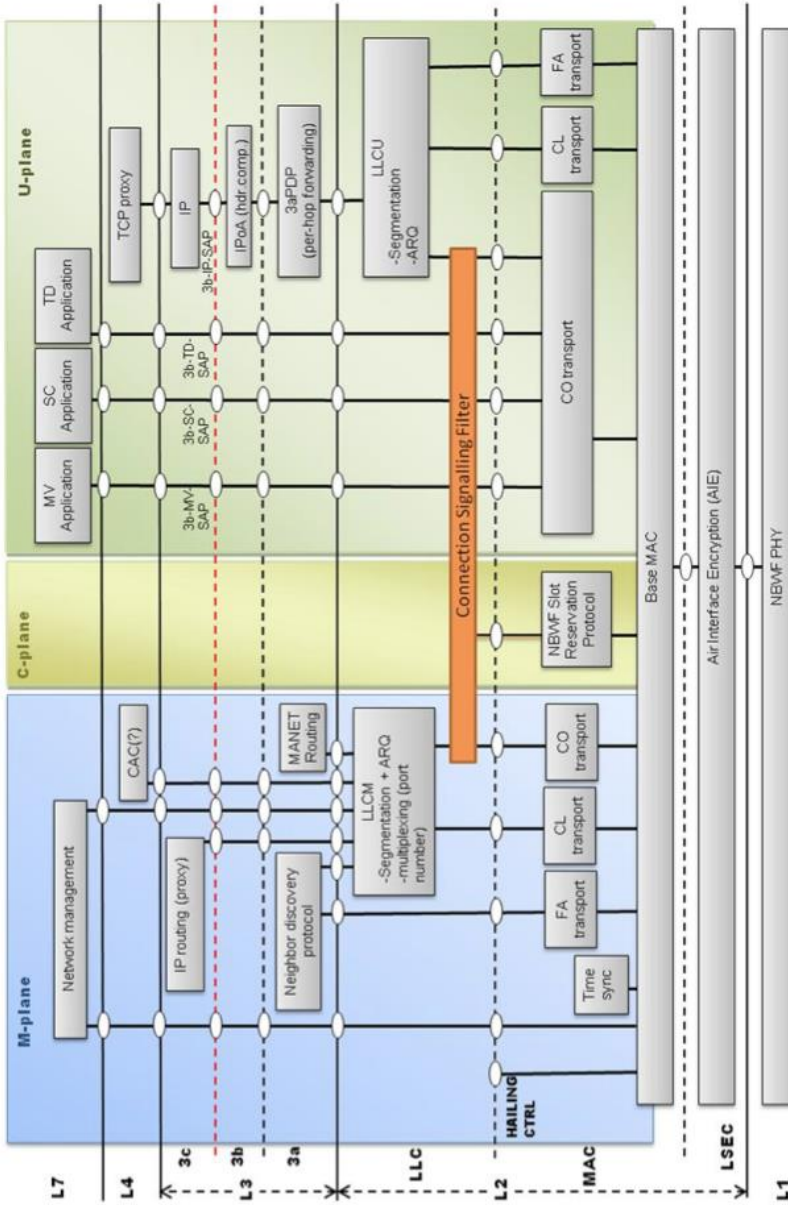 M-plane
C-plane
U-plane
L7
Network management
MV
Application
SC
Application
TD
Application
L4
CAC(?)
TCP proxy
L3
3c
IP routing (proxy)
IP
3b-MV-
SAP
3b-SC-
SAP
3b-TD-
SAP
3b-IP-SAP
3b
IPoA (hdr.comp.)
3a
Neighbor discovery
protocol
MANET
Routing
3aPDP
(per-hop forwarding)
L2
LLC
LLCM
-Segmentation + ARQ
-multiplexing (port
number)
LLCU
-Segmentation
-ARQ
Connection Signalling Filter
HAILING
CTRL
MAC
Time
sync
FA
transport
CL
transport
CO
transport
NBWF Slot
Reservation
Protocol
CO transport
CL
transport
FA
transport
Base MAC
LSEC
Air Interface Encryption (AIE)
L1
NBWF PHY